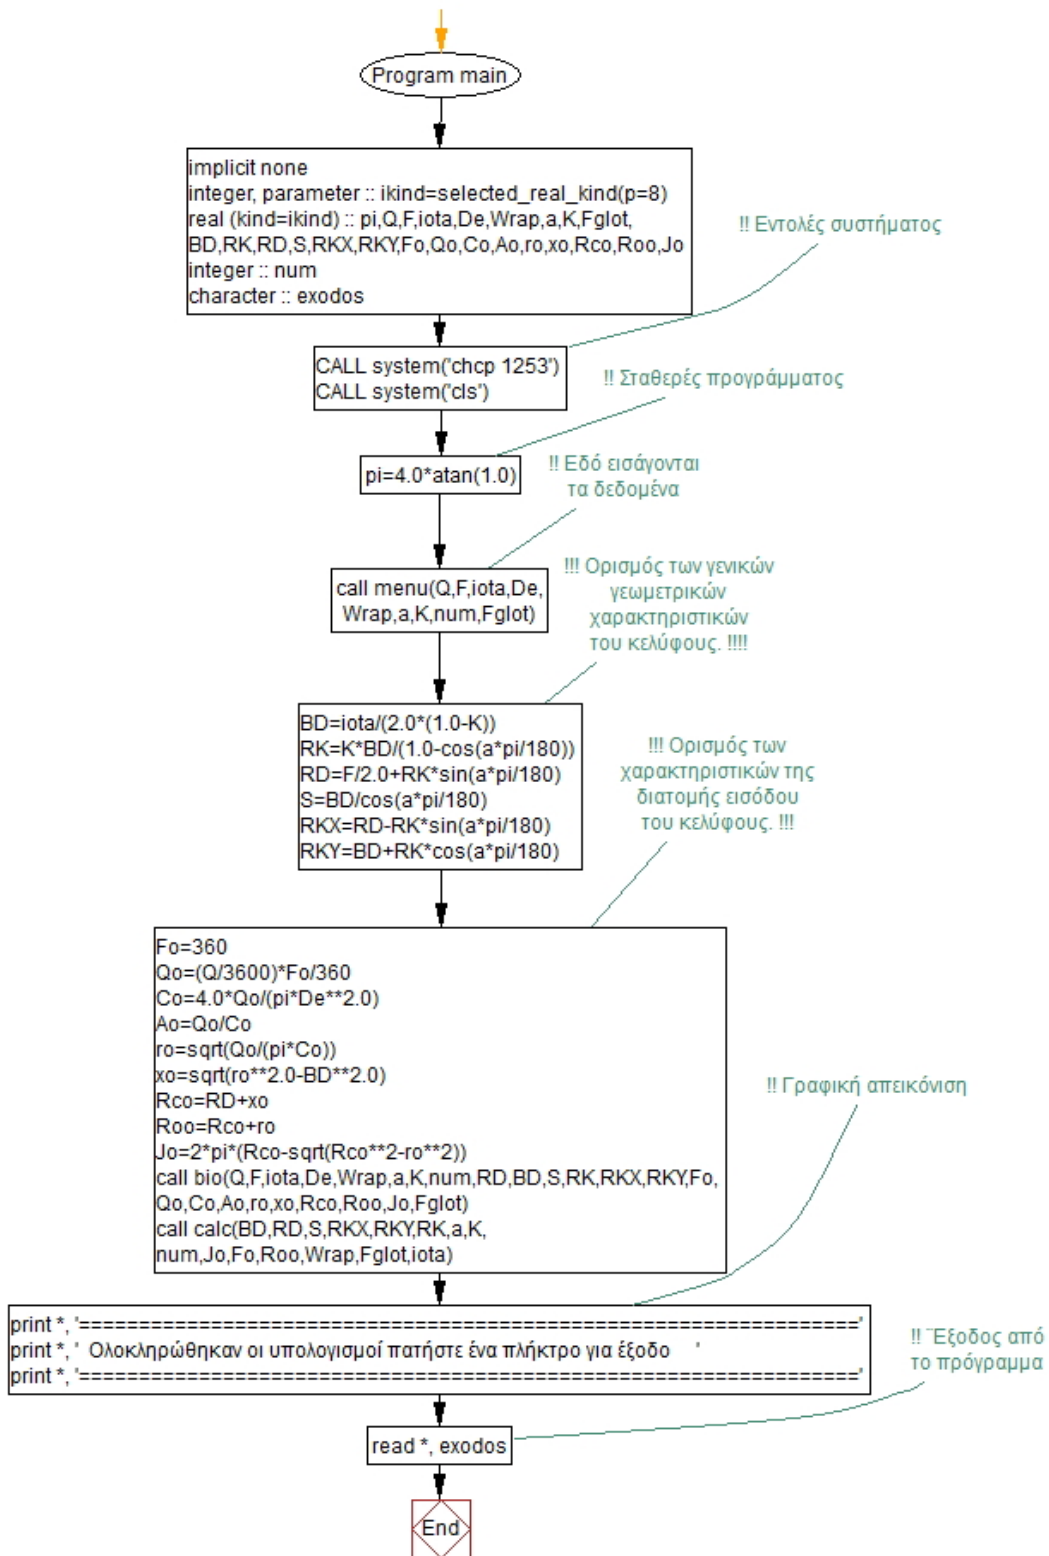 Program main
implicit none
integer, parameter :: ikind=selected_real_kind(p=8)
real (kind=ikind) :: pi,Q,F,iota,De,Wrap,a,K,Fglot,
BD,RK,RD,S,RKX,RKY,Fo,Qo,Co,Ao,ro,xo,Rco,Roo,Jo
integer :: num
character :: exodos
!! Εντολές συστήματος
CALL system('chcp 1253')
CALL system('cls')
!! Σταθερές προγράμματος
pi=4.0*atan(1.0)
!! Εδό εισάγονται
τα δεδομένα
call menu(Q,F,iota,De,
Wrap,a,K,num,Fglot)
!!! Ορισμός των γενικών
γεωμετρικών
χαρακτηριστικών
του κελύφους. !!!!
BD=iota/(2.0*(1.0-K))
RK=K*BD/(1.0-cos(a*pi/180))
RD=F/2.0+RK*sin(a*pi/180)
S=BD/cos(a*pi/180)
RKX=RD-RK*sin(a*pi/180)
RKY=BD+RK*cos(a*pi/180)
!!! Ορισμός των
χαρακτηριστικών της
διατομής εισόδου
του κελύφους. !!!
Fo=360
Qo=(Q/3600)*Fo/360
Co=4.0*Qo/(pi*De**2.0)
Ao=Qo/Co
ro=sqrt(Qo/(pi*Co))
xo=sqrt(ro**2.0-BD**2.0)
Rco=RD+xo
Roo=Rco+ro
Jo=2*pi*(Rco-sqrt(Rco**2-ro**2))
call bio(Q,F,iota,De,Wrap,a,K,num,RD,BD,S,RK,RKX,RKY,Fo,
Qo,Co,Ao,ro,xo,Rco,Roo,Jo,Fglot)
call calc(BD,RD,S,RKX,RKY,RK,a,K,
num,Jo,Fo,Roo,Wrap,Fglot,iota)
!! Γραφική απεικόνιση
print *, '================================================================='
print *, '  Ολοκληρώθηκαν οι υπολογισμοί πατήστε ένα πλήκτρο για έξοδο     '
print *, '================================================================='
!! ¨Εξοδος από
το πρόγραμμα
read *, exodos
End